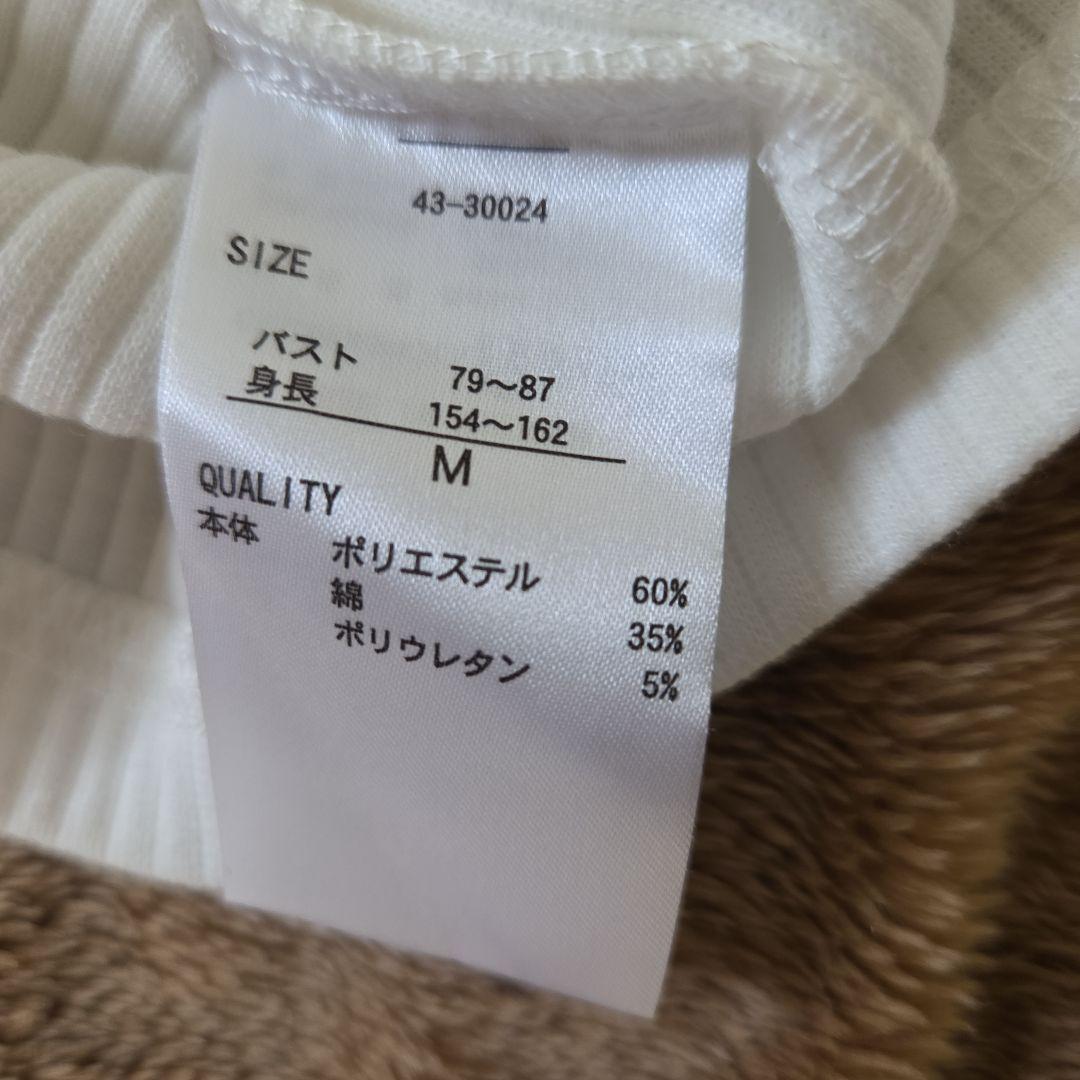 43-30024
SIZE
バスト 79～87
身長 154～162
M
QUALITY
本体 ポリエステル 60%
綿 35%
ポリウレタン 5%